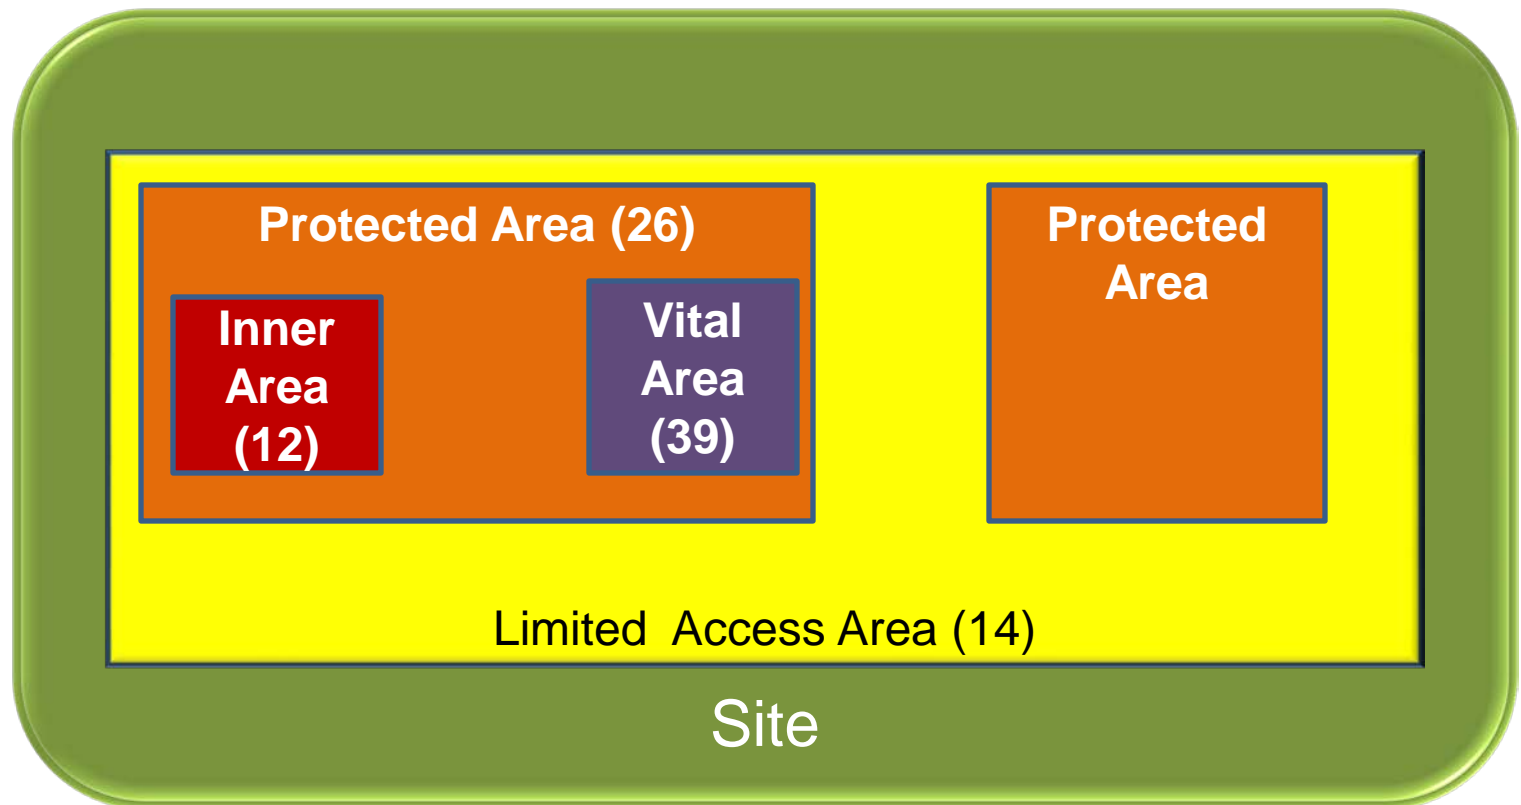 Protected Area (26)
Inner
Area
(12)
Vital
Area
(39)
Protected
Area
Limited  Access Area (14)
Site